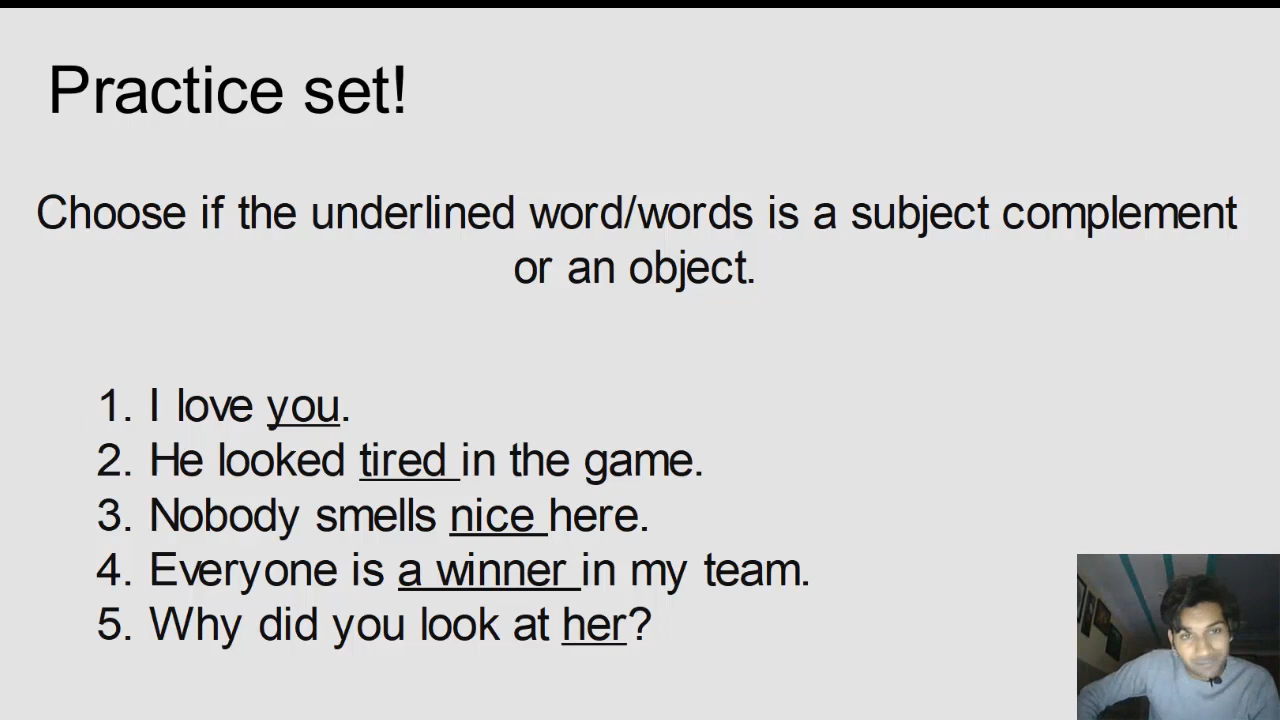 Practice set!
Choose if the underlined word/words is a subject complement
or an object.
1. I love you.
2. He looked tired in the game.
3. Nobody smells nice here.
4. Everyone is a winner in my team.
5. Why did you look at her?